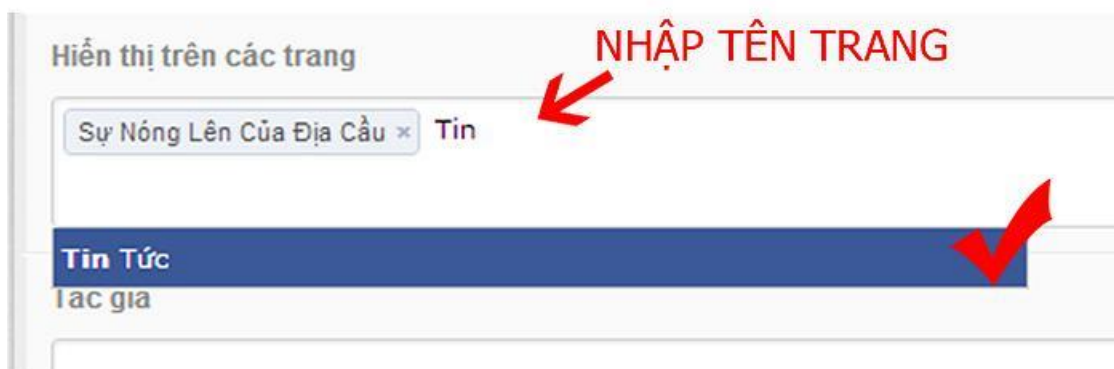 NHẬP TÊN TRANG
Hiển thị trên các trang
Sự Nóng Lên Của Địa Cầu × Tin
Tin Tức
Tác giả